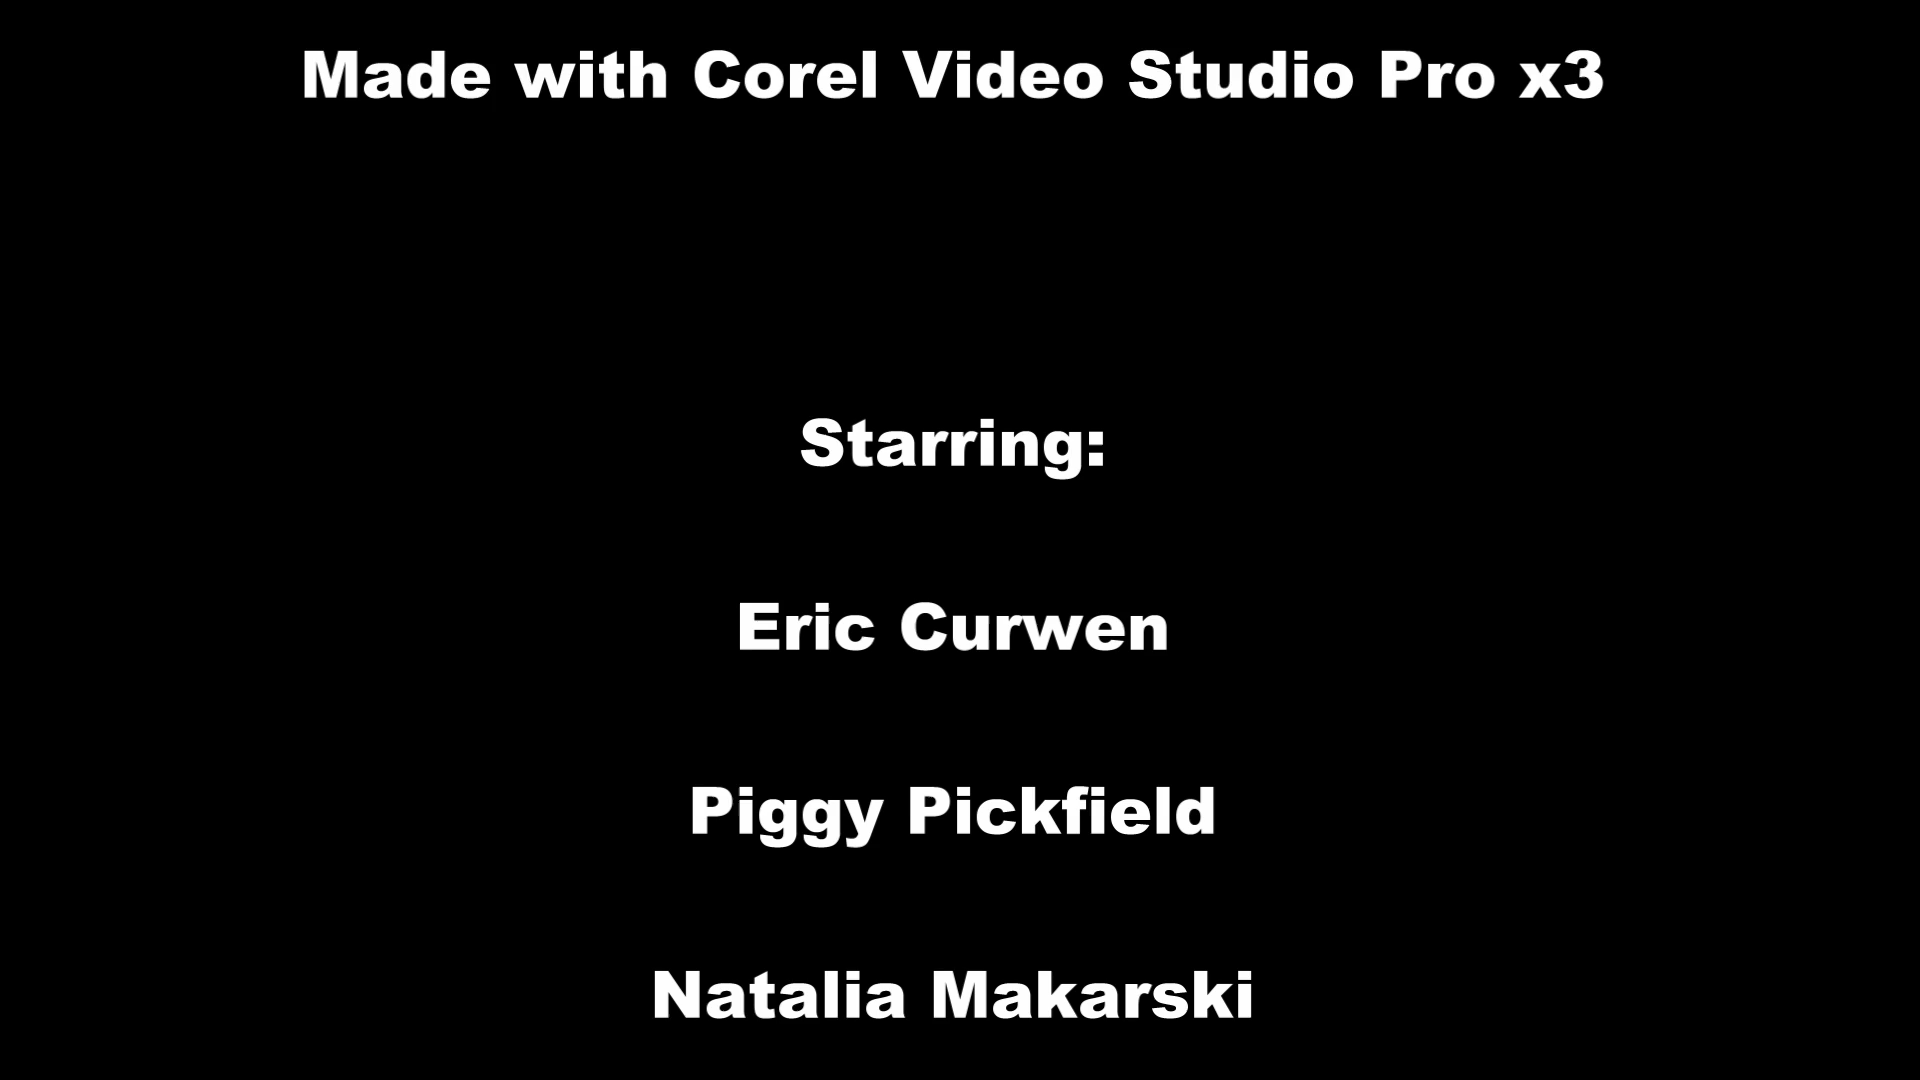 Made with Corel Video Studio Pro x3
Starring:
Eric Curwen
Piggy Pickfield
Natalia Makarski